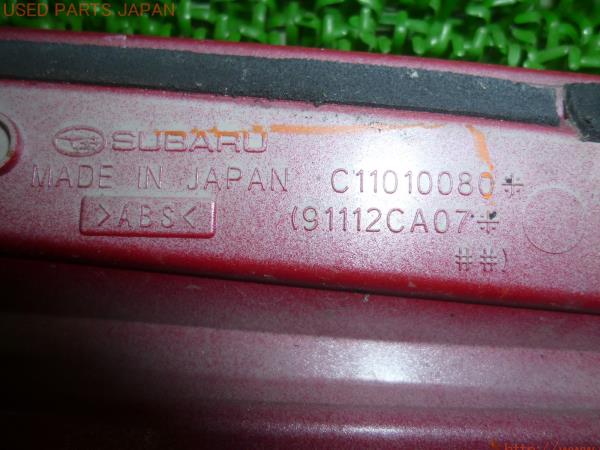 USED PARTS JAPAN
SUBARU
MADE IN JAPAN C11010080#
>ABS< (91112CA07#
##)